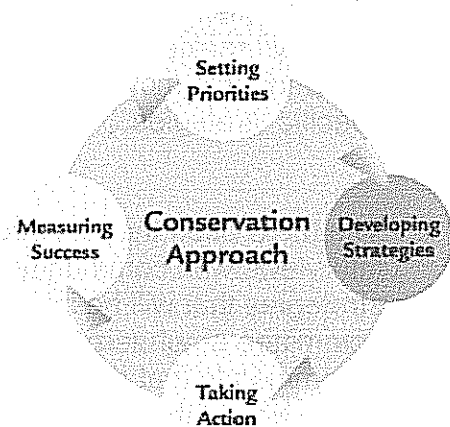 Setting
Priorities
Conservation
Approach
Developing
Strategies
Taking
Action
Measuring
Success